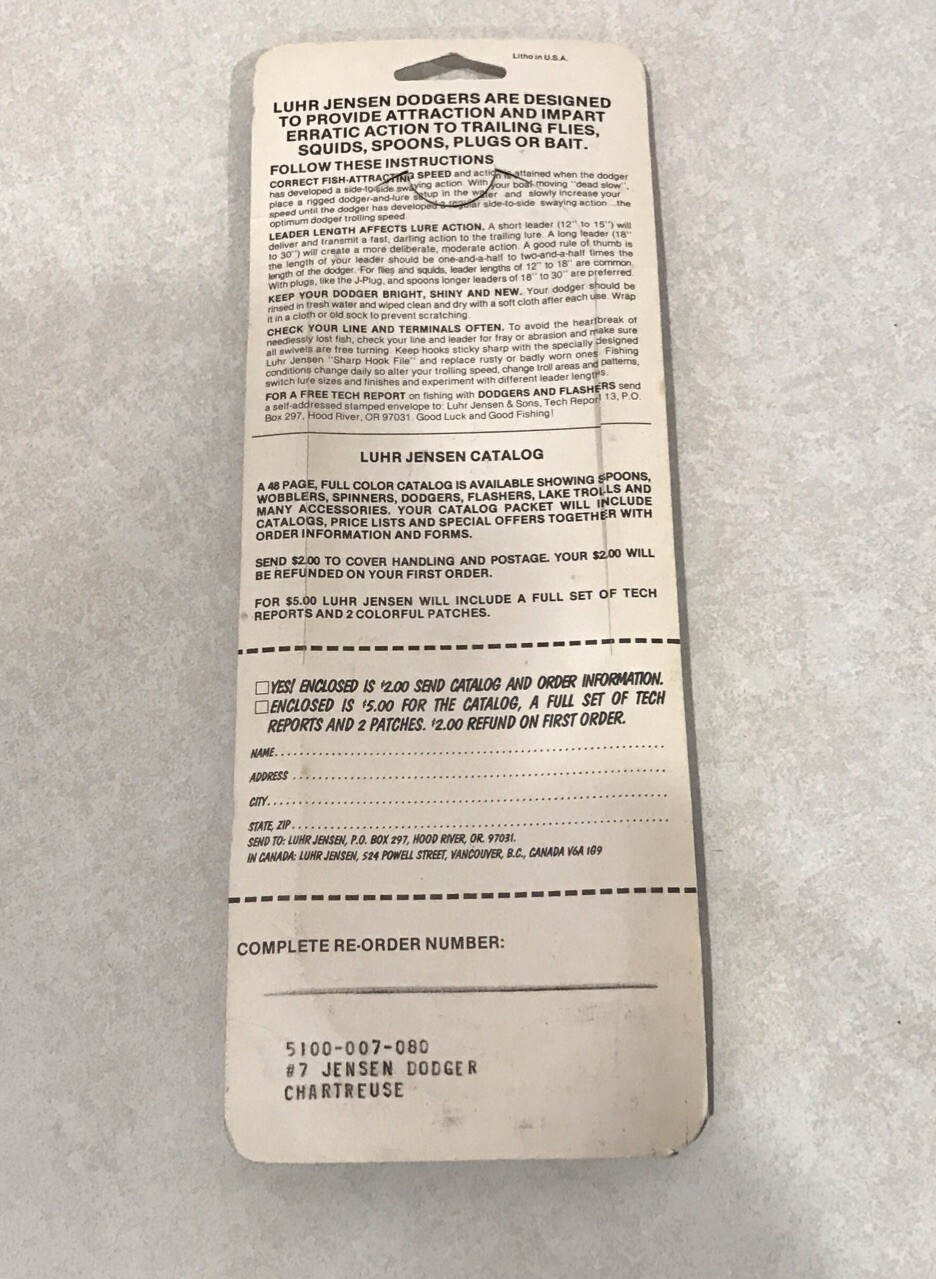 Litho in U.S.A.
LUHR JENSEN DODGERS ARE DESIGNED
TO PROVIDE ATTRACTION AND IMPART
ERRATIC ACTION TO TRAILING FLIES,
SQUIDS, SPOONS, PLUGS OR BAIT.
FOLLOW THESE INSTRUCTIONS
CORRECT FISH-ATTRACTING SPEED and action is attained when the dodger
has developed a side-to-side swaying action. With your boat moving "dead slow",
place a rigged dodger-and-lure setup in the water and slowly increase your
speed until the dodger has developed a regular side-to-side swaying action ...the
optimum dodger trolling speed.
LEADER LENGTH AFFECTS LURE ACTION. A short leader (12" to 15") will
deliver and transmit a fast, darting action to the trailing lure. A long leader (18"
to 30") will create a more deliberate, moderate action. A good rule of thumb is
the length of your leader should be one-and-a-half to two-and-a-half times the
length of the dodger. For flies and squids, leader lengths of 12" to 18" are common.
With plugs, like the J-Plug, and spoons longer leaders of 18" to 30" are preferred.
KEEP YOUR DODGER BRIGHT, SHINY AND NEW. Your dodger should be
rinsed in fresh water and wiped clean and dry with a soft cloth after each use. Wrap
it in a cloth or old sock to prevent scratching.
CHECK YOUR LINE AND TERMINALS OFTEN. To avoid the heartbreak of
needlessly lost fish, check your line and leader for fray or abrasion and make sure
all swivels are free turning. Keep hooks sticky sharp with the specially designed
Luhr Jensen "Sharp Hook File" and replace rusty or badly worn ones. Fishing
conditions change daily so alter your trolling speed, change troll areas and patterns,
switch lure sizes and finishes and experiment with different leader lengths.
FOR A FREE TECH REPORT on fishing with DODGERS AND FLASHERS send
a self-addressed stamped envelope to: Luhr Jensen & Sons, Tech Report 13, P.O.
Box 297, Hood River, OR 97031. Good Luck and Good Fishing!
LUHR JENSEN CATALOG
A 48 PAGE, FULL COLOR CATALOG IS AVAILABLE SHOWING SPOONS,
WOBBLERS, SPINNERS, DODGERS, FLASHERS, LAKE TROLLS AND
MANY ACCESSORIES. YOUR CATALOG PACKET WILL INCLUDE
CATALOGS, PRICE LISTS AND SPECIAL OFFERS TOGETHER WITH
ORDER INFORMATION AND FORMS.
SEND $2.00 TO COVER HANDLING AND POSTAGE. YOUR $2.00 WILL
BE REFUNDED ON YOUR FIRST ORDER.
FOR $5.00 LUHR JENSEN WILL INCLUDE A FULL SET OF TECH
REPORTS AND 2 COLORFUL PATCHES.
☐YES! ENCLOSED IS $2.00 SEND CATALOG AND ORDER INFORMATION.
☐ENCLOSED IS $5.00 FOR THE CATALOG, A FULL SET OF TECH
REPORTS AND 2 PATCHES. $2.00 REFUND ON FIRST ORDER.
NAME
ADDRESS
CITY
STATE, ZIP
SEND TO: LUHR JENSEN, P.O. BOX 297, HOOD RIVER, OR. 97031.
IN CANADA: LUHR JENSEN, 524 POWELL STREET, VANCOUVER, B.C., CANADA V6A 1G9
COMPLETE RE-ORDER NUMBER:
5100-007-080
#7 JENSEN DODGER
CHARTREUSE